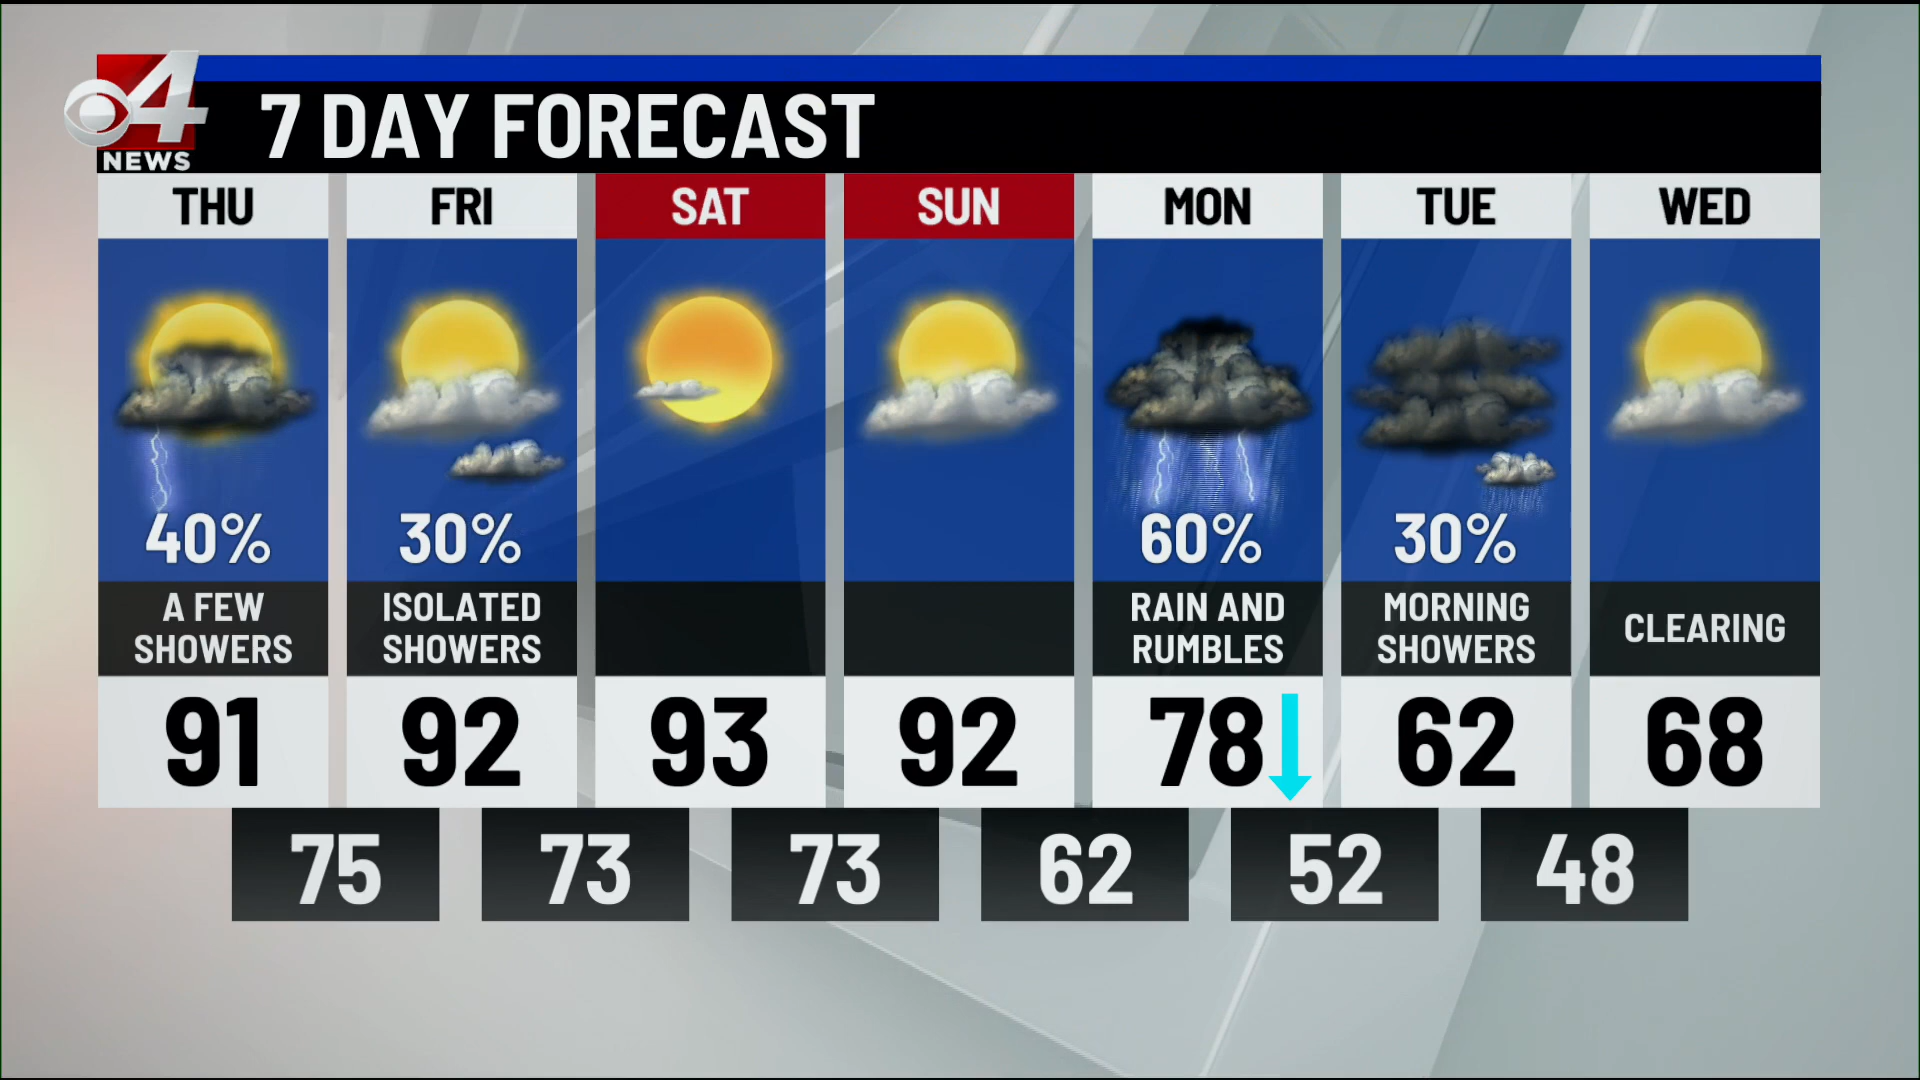 4
NEWS
7 DAY FORECAST
THU
FRI
SAT
SUN
MON
TUE
WED
40%
30%
60%
30%
A FEW
SHOWERS
ISOLATED
SHOWERS
RAIN AND
RUMBLES
MORNING
SHOWERS
CLEARING
91
92
93
92
78
62
68
75
73
73
62
52
48